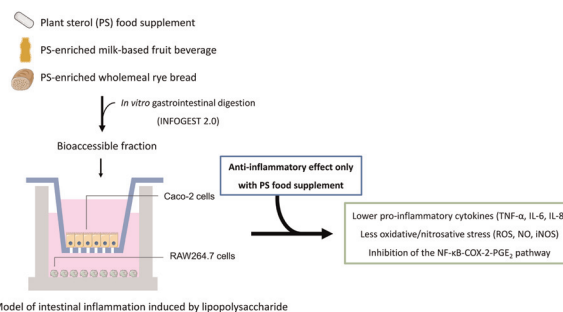 Plant sterol (PS) food supplement
PS-enriched milk-based fruit beverage
PS-enriched wholemeal rye bread
In vitro gastrointestinal digestion
(INFOGEST 2.0)
Bioaccessible fraction
Anti-inflammatory effect only
with PS food supplement
Caco-2 cells
Lower pro-inflammatory cytokines (TNF-α, IL-6, IL-8
Less oxidative/nitrosative stress (ROS, NO, iNOS)
Inhibition of the NF-κB-COX-2-PGE₂ pathway
RAW264.7 cells
Model of intestinal inflammation induced by lipopolysaccharide